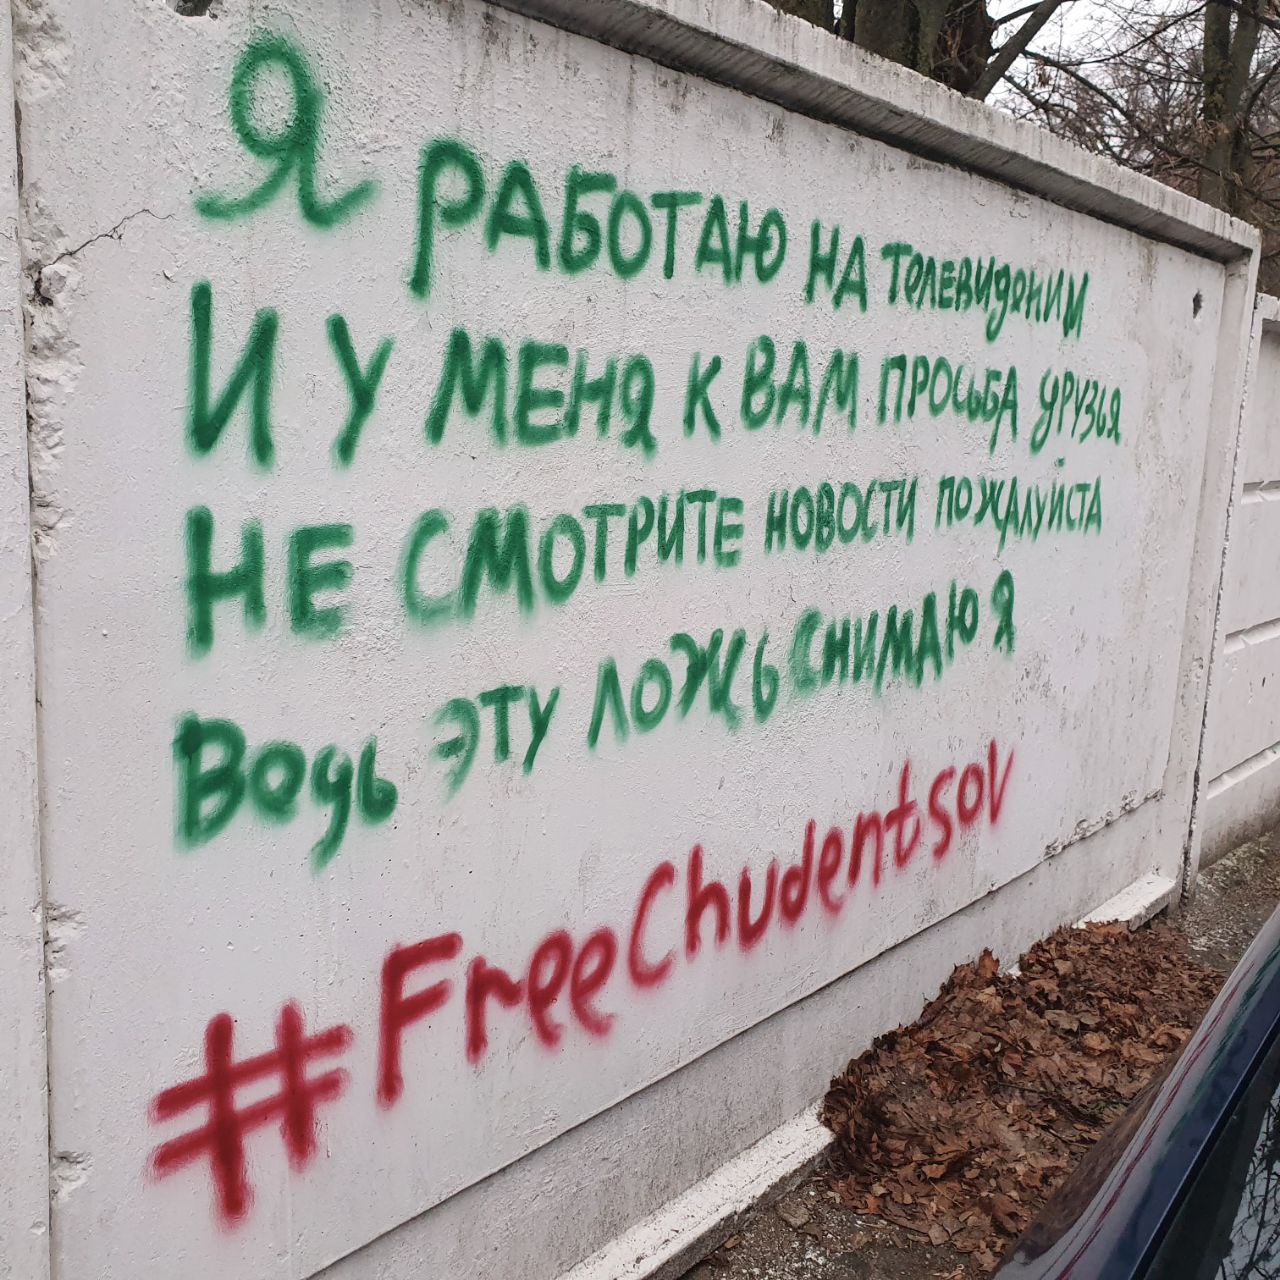 Я РАБОТАЮ НА ТеЛЕВИДеНИИ
И У МЕНЯ К ВАМ ПРОСЬБА ДРУЗЬЯ
НЕ СМОТРИТЕ НОВОСТИ ПОЖАЛУЙСТА
Ведь ЭТУ ЛОЖЬ СНИМАЮ Я
#FreeChudentsov